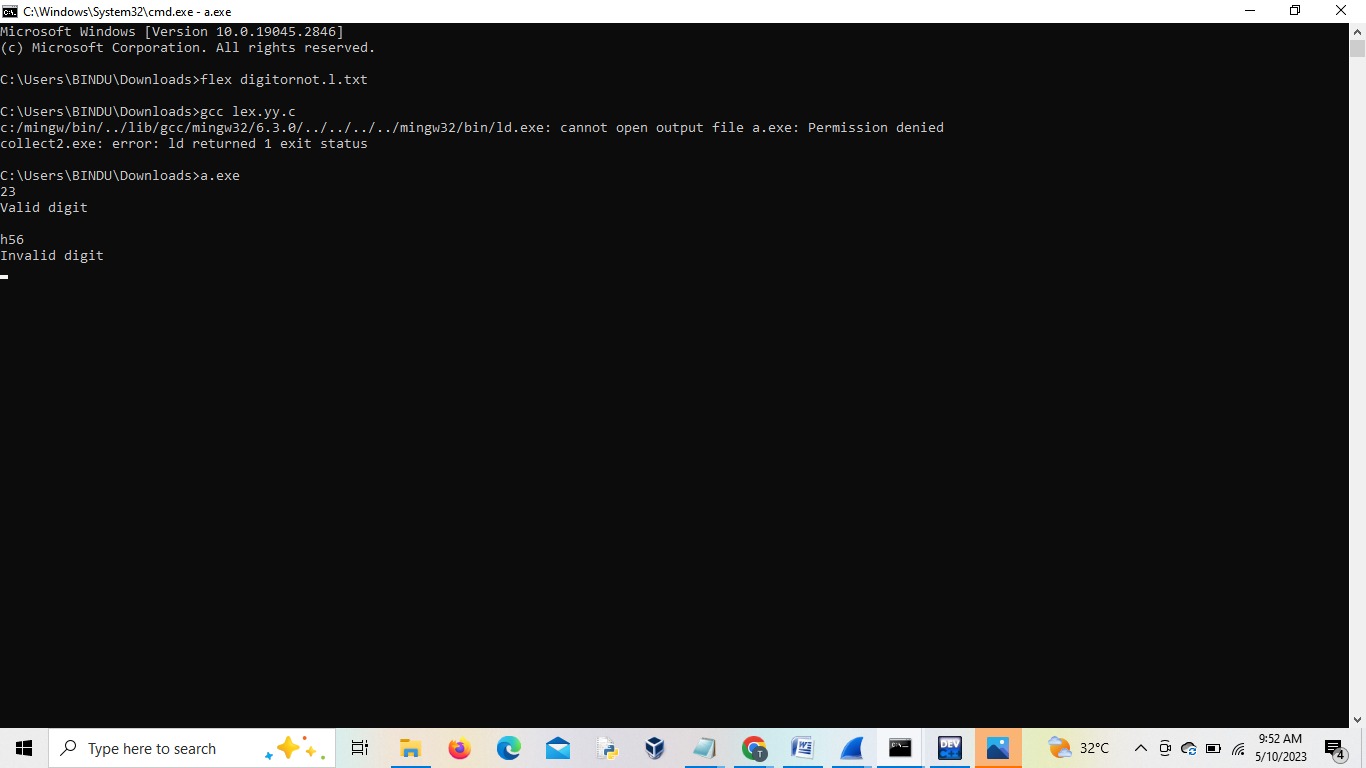 C:\Windows\System32\cmd.exe - a.exe
Microsoft Windows [Version 10.0.19045.2846]
(c) Microsoft Corporation. All rights reserved.
C:\Users\BINDU\Downloads>flex digitornot.l.txt
C:\Users\BINDU\Downloads>gcc lex.yy.c
c:/mingw/bin/../lib/gcc/mingw32/6.3.0/../../../../mingw32/bin/ld.exe: cannot open output file a.exe: Permission denied
collect2.exe: error: ld returned 1 exit status
C:\Users\BINDU\Downloads>a.exe
23
Valid digit
h56
Invalid digit
Type here to search
DEV
T
32°C
9:52 AM
5/10/2023
4